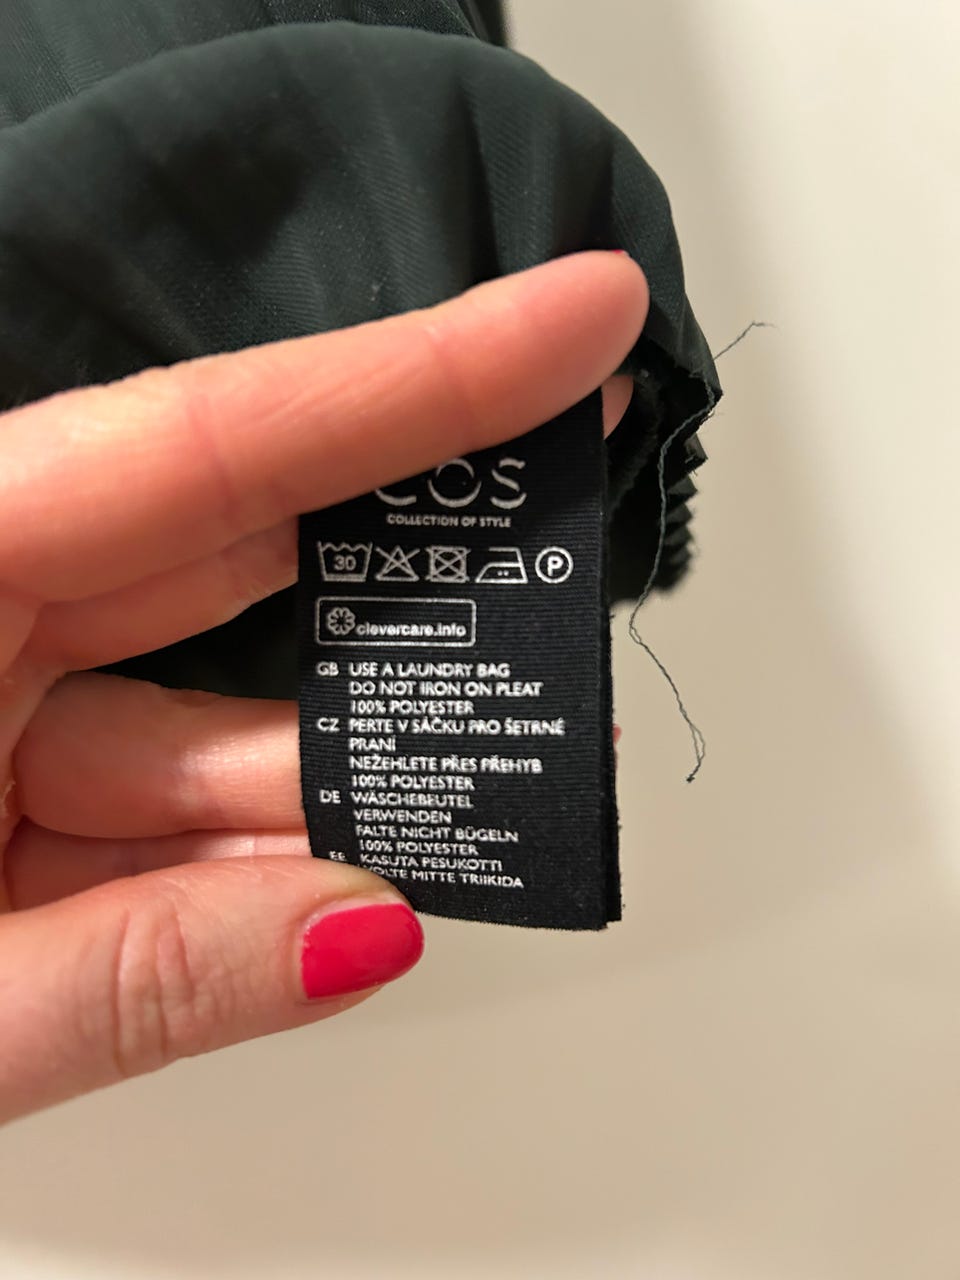 COS
COLLECTION OF STYLE
30 P
clevercare.info
GB USE A LAUNDRY BAG
DO NOT IRON ON PLEAT
100% POLYESTER
CZ PERTE V SÁČKU PRO ŠETRNÉ
PRANÍ
NEŽEHLETE PŘES PŘEHYB
100% POLYESTER
DE WÄSCHEBEUTEL
VERWENDEN
FALTE NICHT BÜGELN
100% POLYESTER
EE KASUTA PESUKOTTI
VOLTE MITTE TRIIKIDA